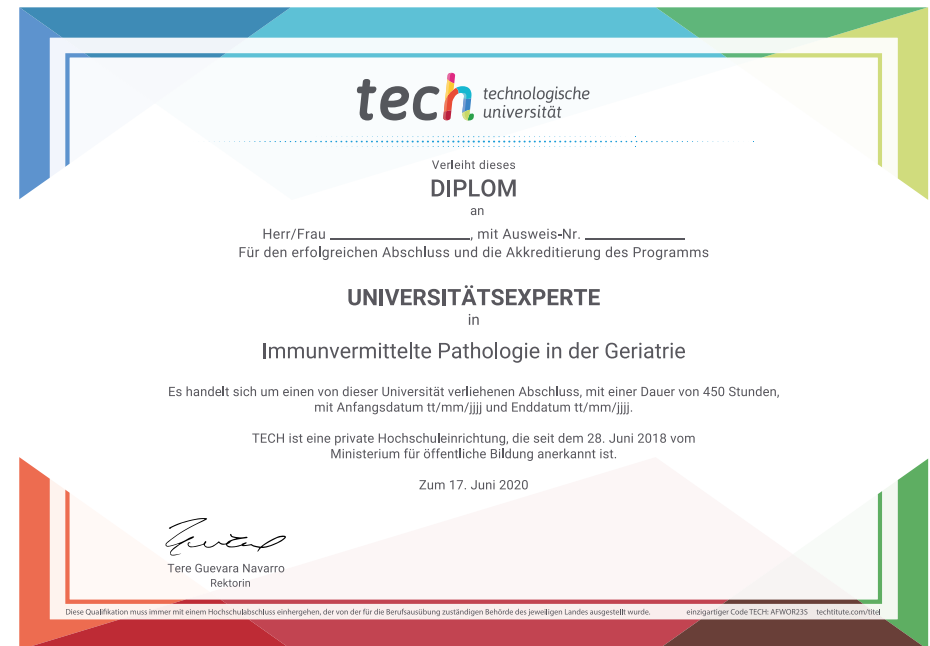 tech technologische
universität
Verleiht dieses
DIPLOM
an
Herr/Frau ____________, mit Ausweis-Nr. ____________
Für den erfolgreichen Abschluss und die Akkreditierung des Programms
UNIVERSITÄTSEXPERTE
in
Immunvermittelte Pathologie in der Geriatrie
Es handelt sich um einen von dieser Universität verliehenen Abschluss, mit einer Dauer von 450 Stunden,
mit Anfangsdatum tt/mm/jjjj und Enddatum tt/mm/jjjj.
TECH ist eine private Hochschuleinrichtung, die seit dem 28. Juni 2018 vom
Ministerium für öffentliche Bildung anerkannt ist.
Zum 17. Juni 2020
Tere Guevara Navarro
Rektorin
Diese Qualifikation muss immer mit einem Hochschulabschluss einhergehen, der von der für die Berufsausübung zuständigen Behörde des jeweiligen Landes ausgestellt wurde. einzigartiger Code TECH: AFWOR23S techtitute.com/titel